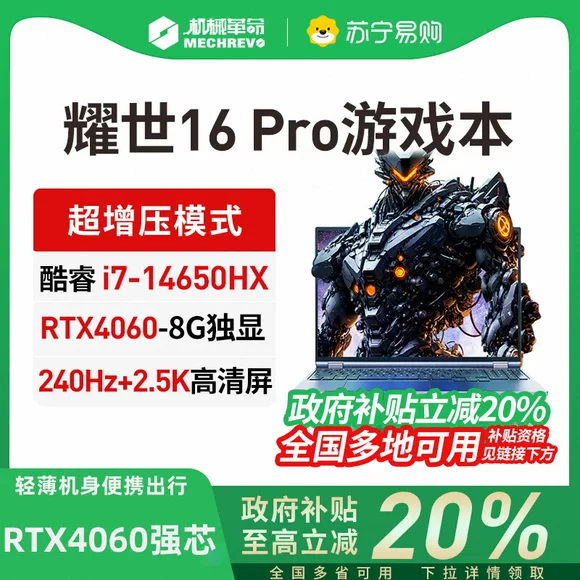 机械革命
MECHREVO
苏宁易购
耀世16 Pro游戏本
超增压模式
酷睿 i7-14650HX
RTX4060-8G独显
240Hz+2.5K高清屏
政府补贴立减20%
全国多地可用
补贴资格
见链接下方
轻薄机身便携出行
RTX4060强芯
政府补贴
至高立减
20%
全国多省可用 下拉详情领取